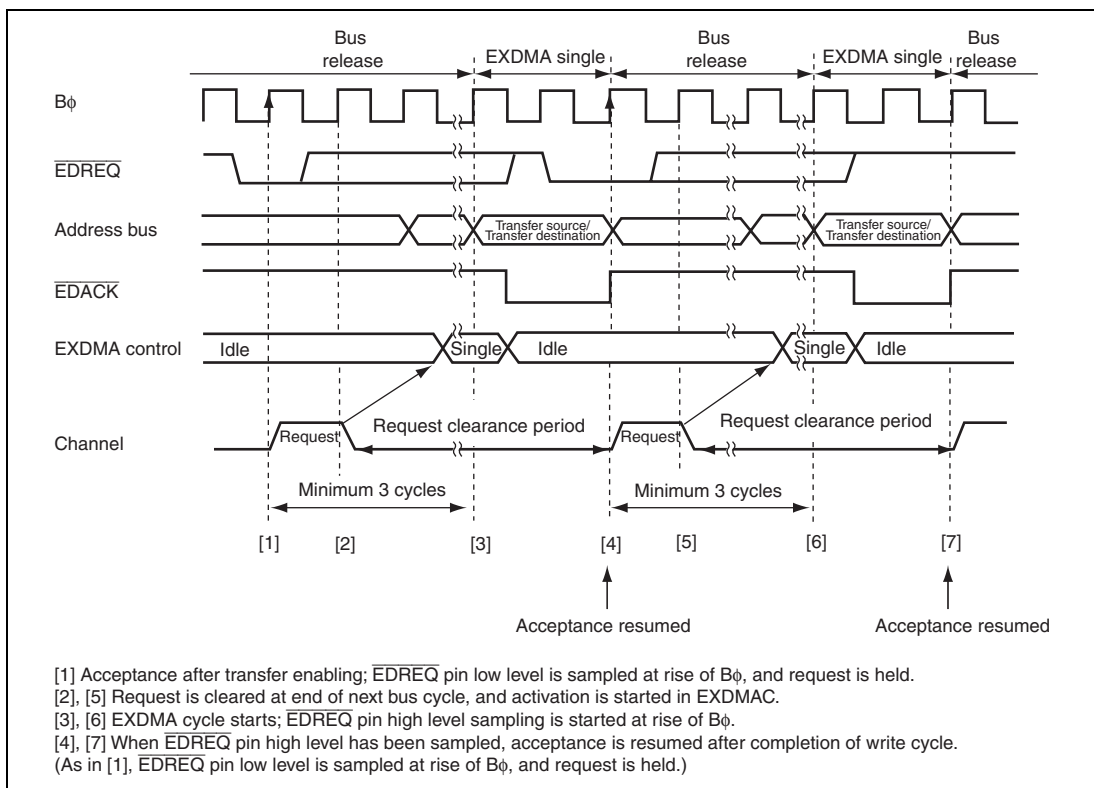 Bus release
EXDMA single
Bus release
EXDMA single
Bus release
Bϕ
EDREQ
Address bus
Transfer source/
Transfer destination
Transfer source/
Transfer destination
EDACK
EXDMA control
Idle
Single
Idle
Single
Idle
Channel
Request
Request clearance period
Request
Request clearance period
Minimum 3 cycles
Minimum 3 cycles
[1]
[2]
[3]
[4]
[5]
[6]
[7]
Acceptance resumed
Acceptance resumed
[1] Acceptance after transfer enabling; EDREQ pin low level is sampled at rise of Bϕ, and request is held.
[2], [5] Request is cleared at end of next bus cycle, and activation is started in EXDMAC.
[3], [6] EXDMA cycle starts; EDREQ pin high level sampling is started at rise of Bϕ.
[4], [7] When EDREQ pin high level has been sampled, acceptance is resumed after completion of write cycle.
(As in [1], EDREQ pin low level is sampled at rise of Bϕ, and request is held.)